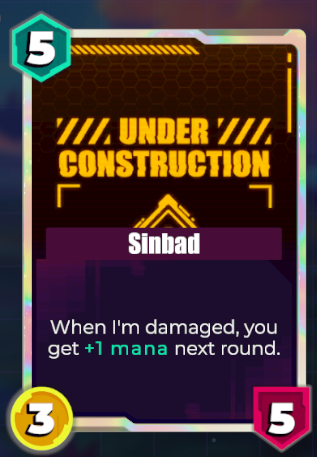 5
UNDER
CONSTRUCTION
Sinbad
When I'm damaged, you
get +1 mana next round.
3
5